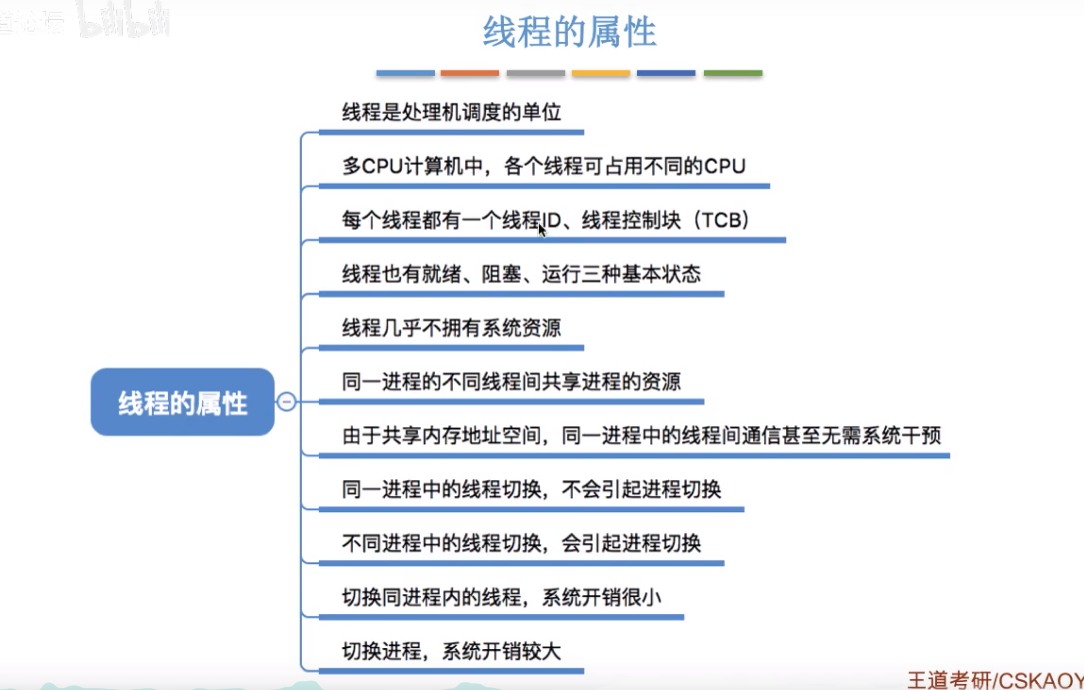 bilibili
线程的属性
线程是处理机调度的单位
多CPU计算机中，各个线程可占用不同的CPU
每个线程都有一个线程ID、线程控制块（TCB）
线程也有就绪、阻塞、运行三种基本状态
线程几乎不拥有系统资源
同一进程的不同线程间共享进程的资源
线程的属性
由于共享内存地址空间，同一进程中的线程间通信甚至无需系统干预
同一进程中的线程切换，不会引起进程切换
不同进程中的线程切换，会引起进程切换
切换同进程内的线程，系统开销很小
切换进程，系统开销较大
王道考研/CSKAOY